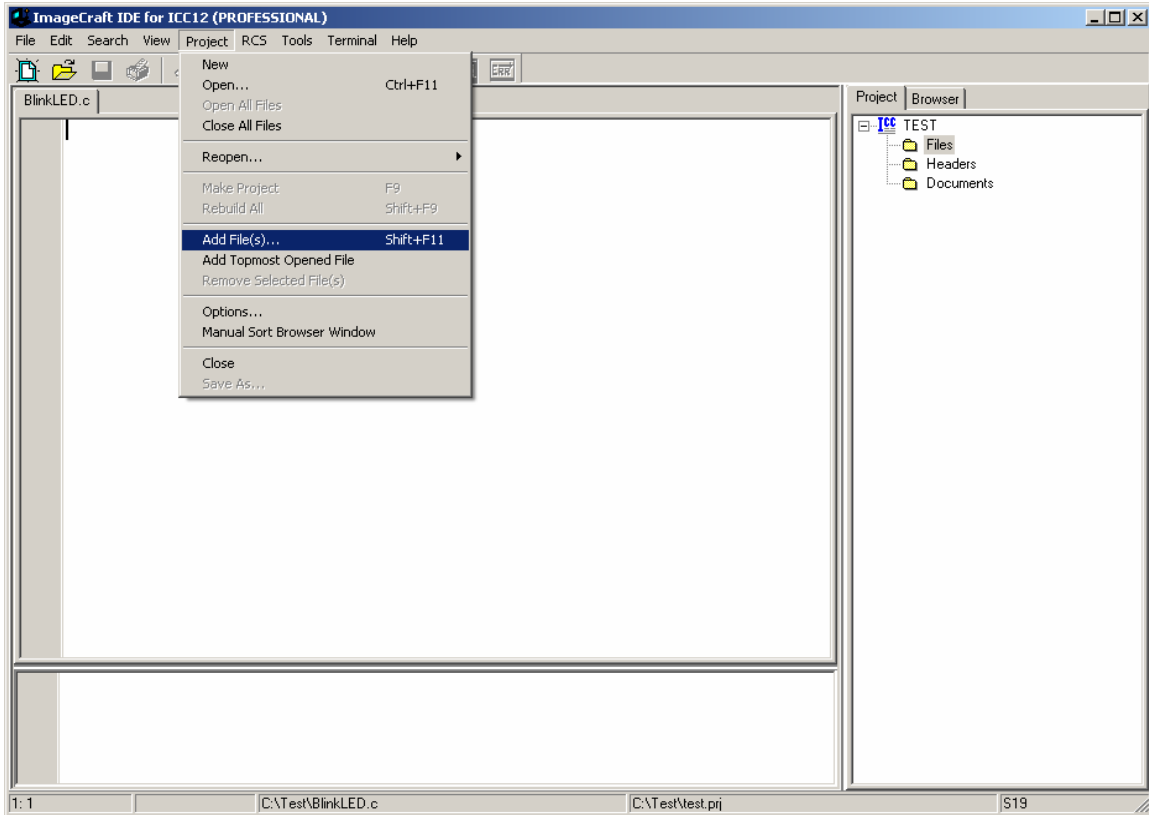 ImageCraft IDE for ICC12 (PROFESSIONAL)
File Edit Search View Project RCS Tools Terminal Help
ERR
BlinkLED.c
New
Open... Ctrl+F11
Open All Files
Close All Files
Reopen...
Make Project F9
Rebuild All Shift+F9
Add File(s)... Shift+F11
Add Topmost Opened File
Remove Selected File(s)
Options...
Manual Sort Browser Window
Close
Save As...
Project Browser
ICC TEST
Files
Headers
Documents
1: 1 C:\Test\BlinkLED.c C:\Test\test.prj S19